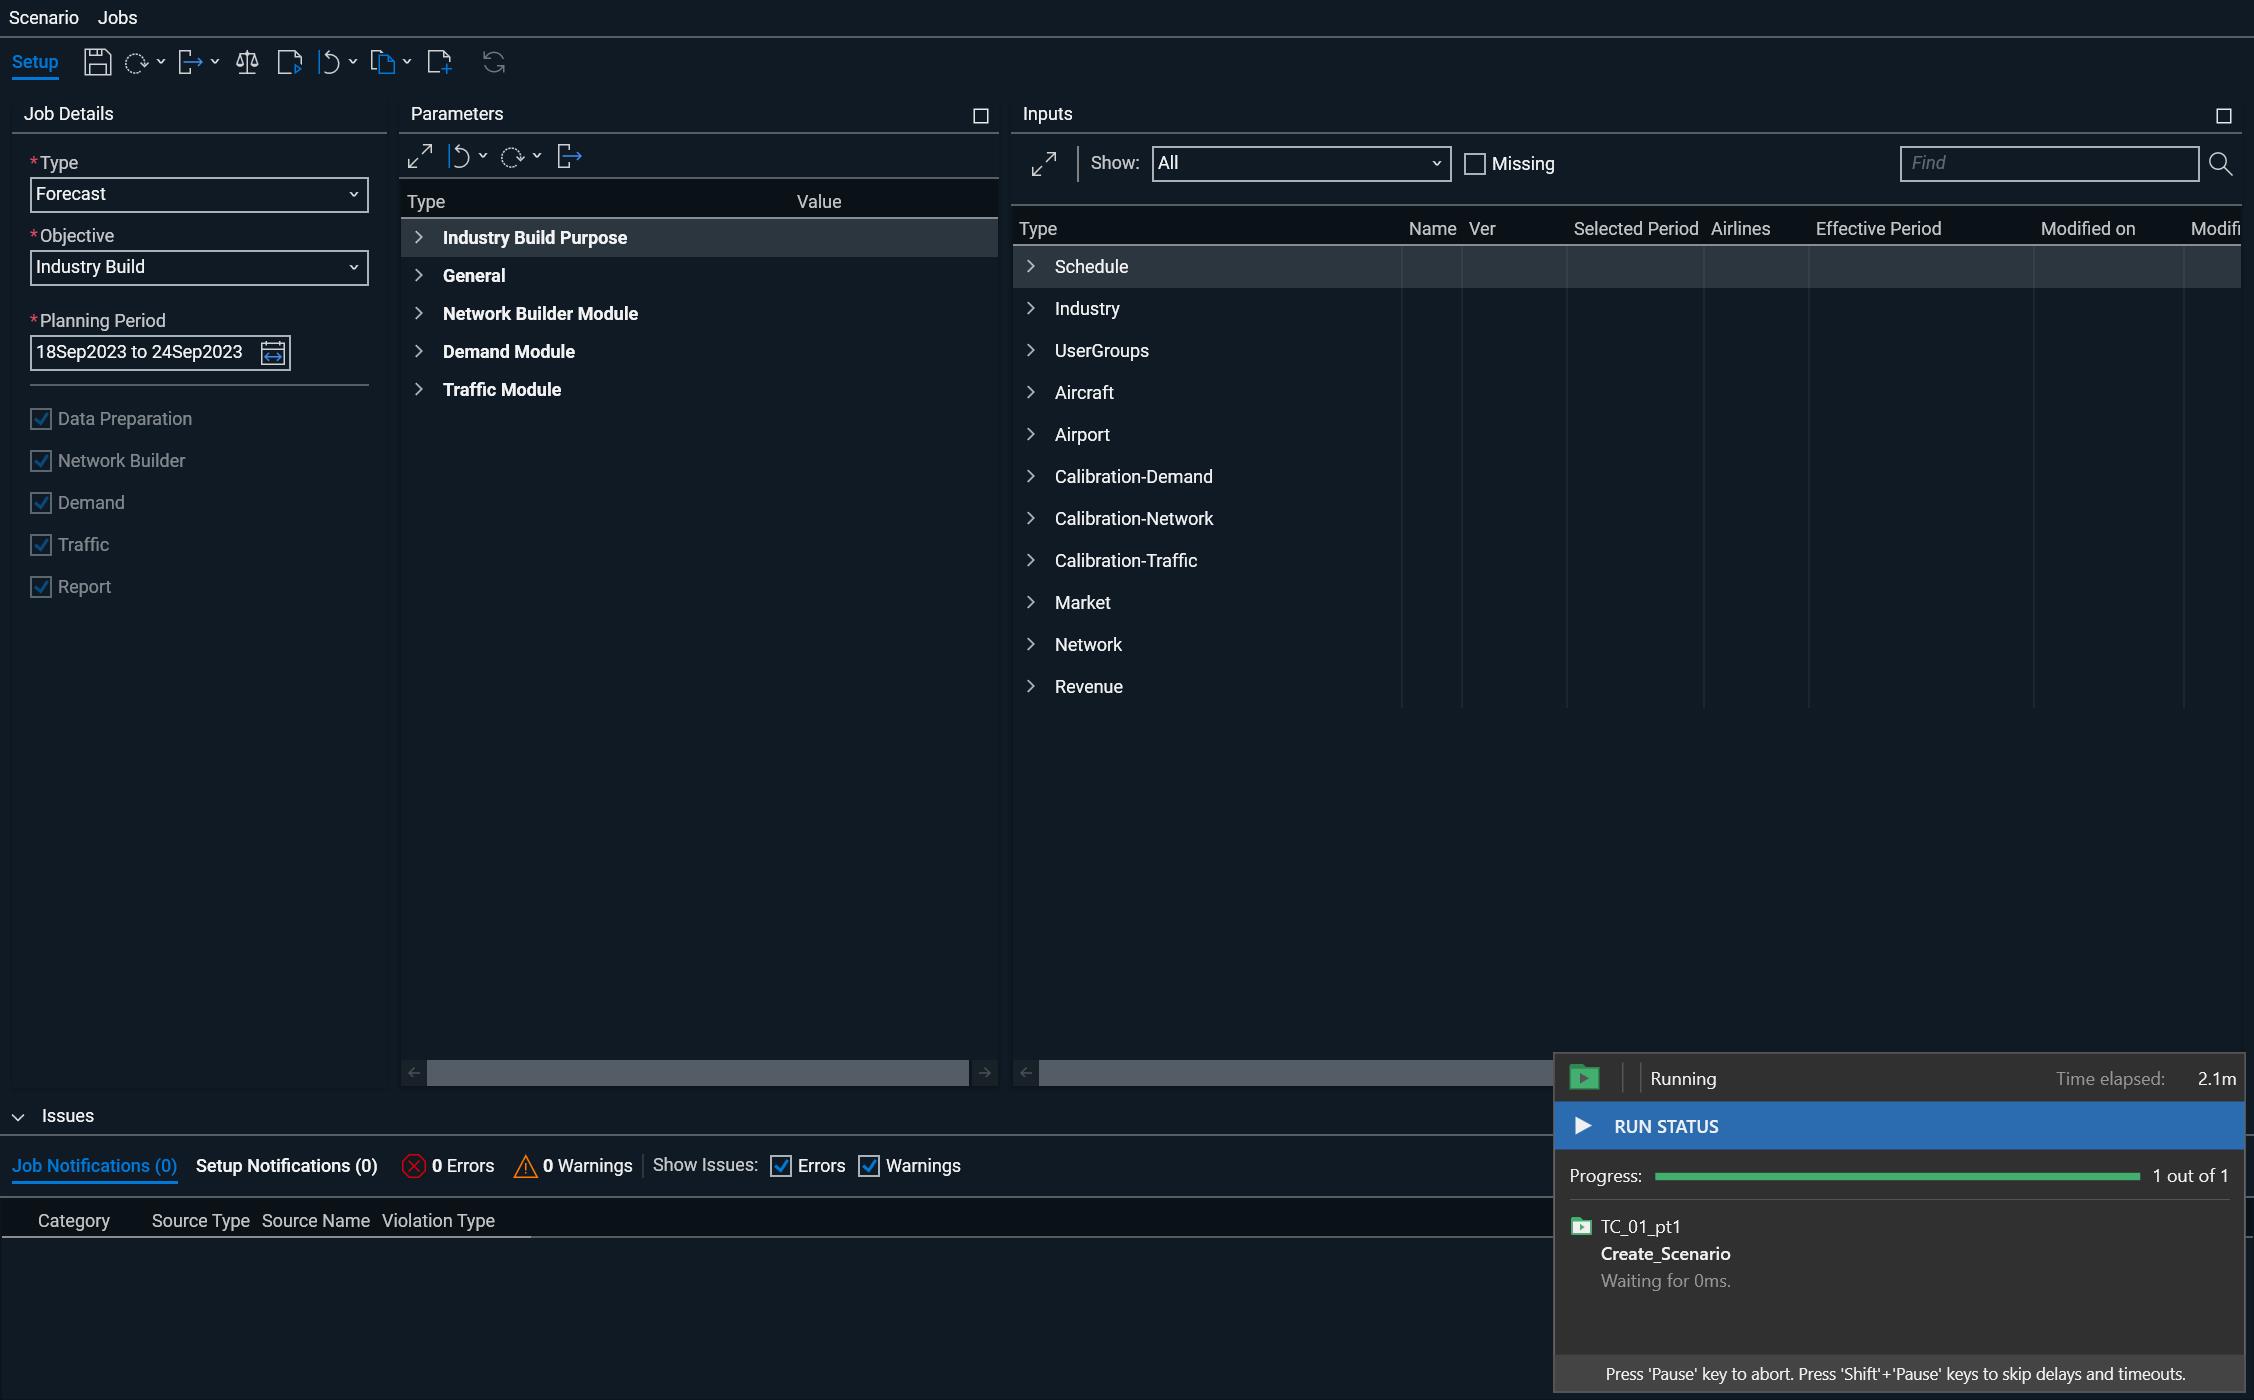 Scenario Jobs
Setup
Job Details
*Type
Forecast
*Objective
Industry Build
*Planning Period
18Sep2023 to 24Sep2023
Data Preparation
Network Builder
Demand
Traffic
Report
Parameters
Type Value
Industry Build Purpose
General
Network Builder Module
Demand Module
Traffic Module
Inputs
Show: All Missing Find
Type Name Ver Selected Period Airlines Effective Period Modified on Modifi
Schedule
Industry
UserGroups
Aircraft
Airport
Calibration-Demand
Calibration-Network
Calibration-Traffic
Market
Network
Revenue
Issues
Job Notifications (0) Setup Notifications (0) 0 Errors 0 Warnings Show Issues: Errors Warnings
Category Source Type Source Name Violation Type
Running Time elapsed: 2.1m
RUN STATUS
Progress: 1 out of 1
TC_01_pt1
Create_Scenario
Waiting for 0ms.
Press 'Pause' key to abort. Press 'Shift'+'Pause' keys to skip delays and timeouts.